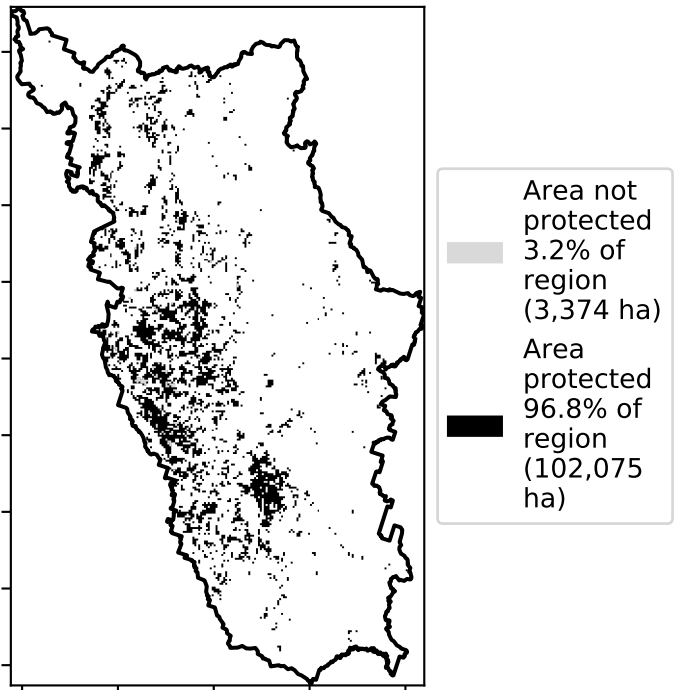 Area not
protected
3.2% of
region
(3,374 ha)
Area
protected
96.8% of
region
(102,075
ha)